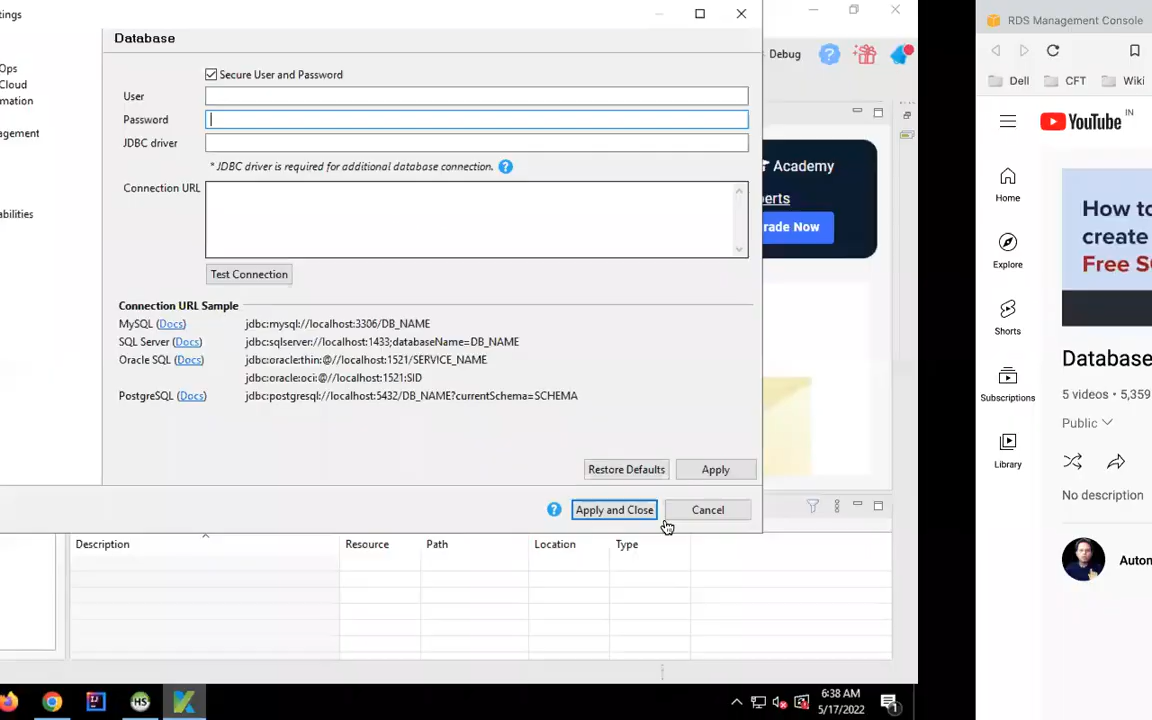 tings
Database
Ops
Cloud
mation
agement
abilities
Secure User and Password
User
Password
JDBC driver
* JDBC driver is required for additional database connection.
?
Connection URL
Test Connection
Connection URL Sample
MySQL (Docs) jdbc:mysql://localhost:3306/DB_NAME
SQL Server (Docs) jdbc:sqlserver://localhost:1433;databaseName=DB_NAME
Oracle SQL (Docs) jdbc:oracle:thin:@//localhost:1521/SERVICE_NAME
jdbc:oracle:oci:@//localhost:1521:SID
PostgreSQL (Docs) jdbc:postgresql://localhost:5432/DB_NAME?currentSchema=SCHEMA
Restore Defaults
Apply
?
Apply and Close
Cancel
Debug
?
Academy
perts
rade Now
Description Resource Path Location Type
HS
6:38 AM
5/17/2022
1
RDS Management Console
Dell CFT Wiki
YouTube IN
Home
Explore
Shorts
Subscriptions
Library
How to
create
Free S
Database
5 videos • 5,359
Public
No description
Autom